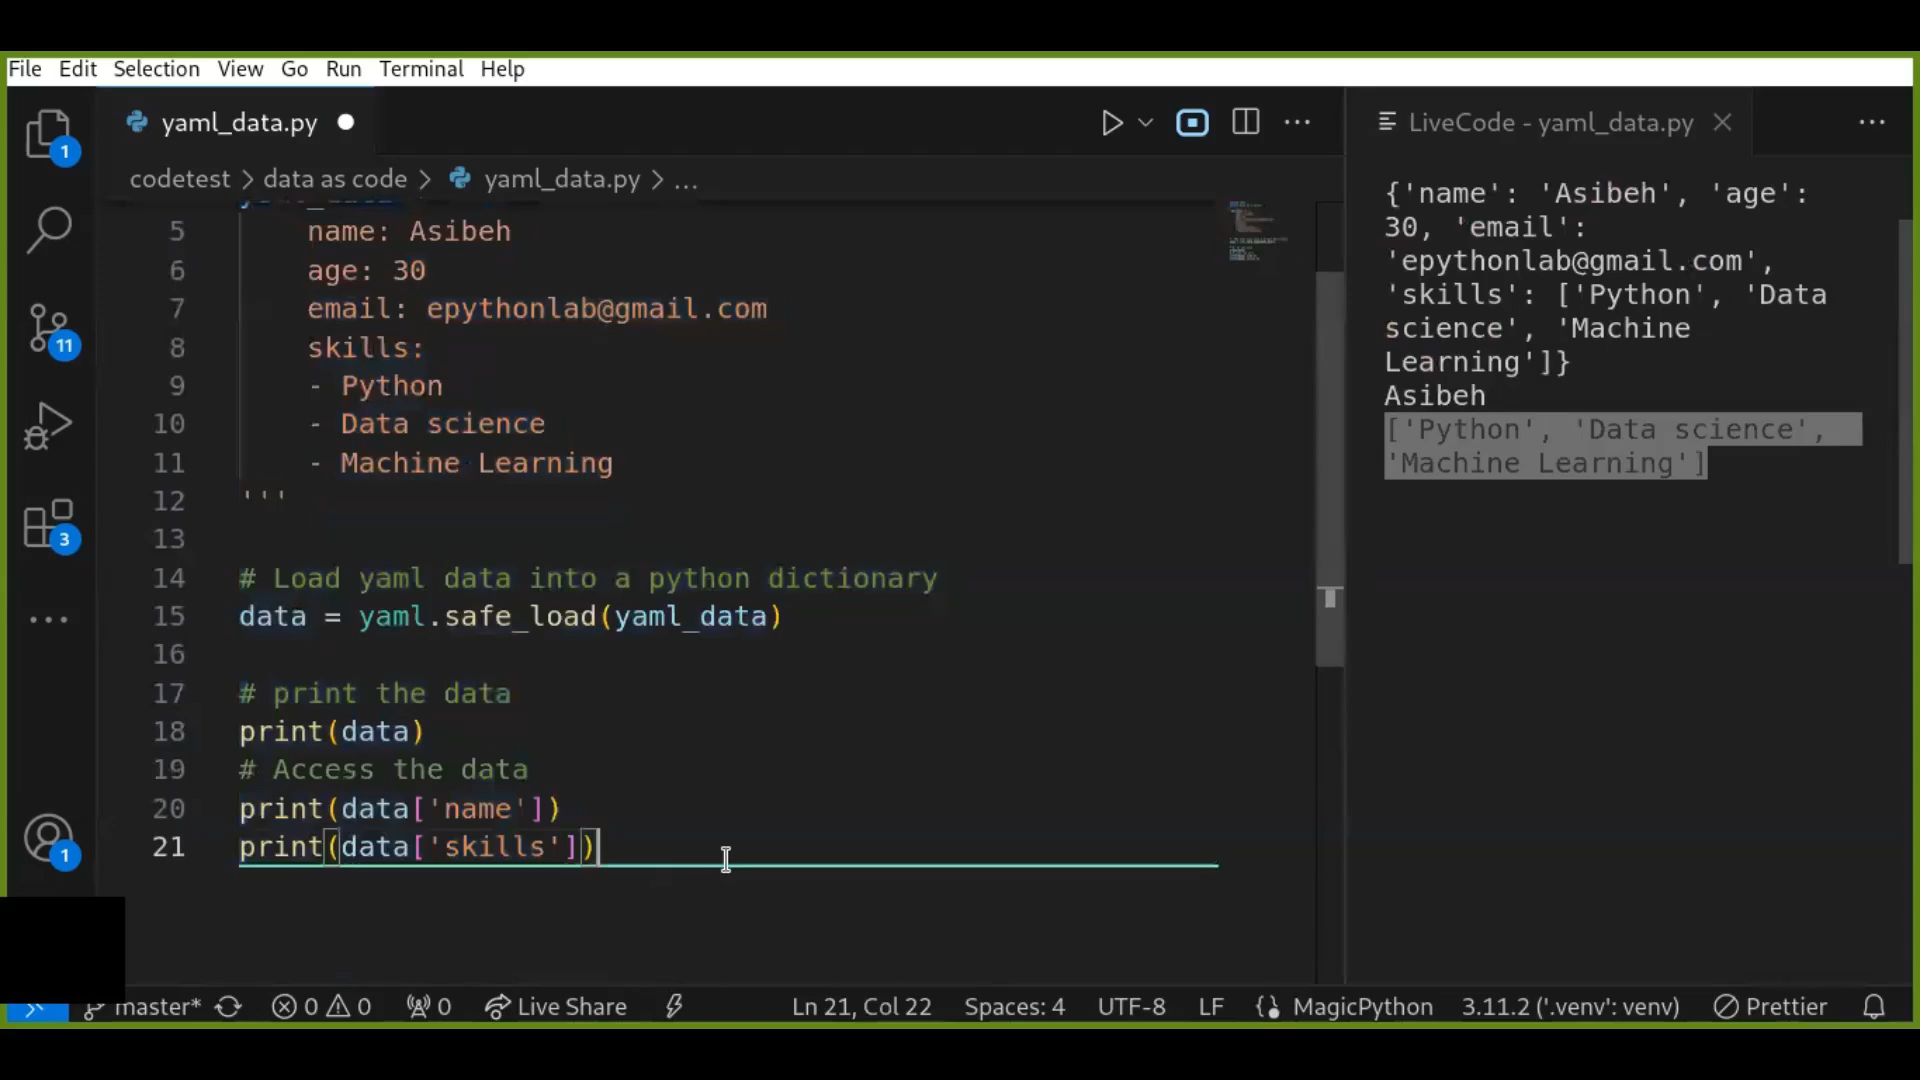 File Edit Selection View Go Run Terminal Help
yaml_data.py
LiveCode - yaml_data.py
codetest > data as code > yaml_data.py > ...
5 name: Asibeh
6 age: 30
7 email: epythonlab@gmail.com
8 skills:
9 - Python
10 - Data science
11 - Machine Learning
12 '''
13
14 # Load yaml data into a python dictionary
15 data = yaml.safe_load(yaml_data)
16
17 # print the data
18 print(data)
19 # Access the data
20 print(data['name'])
21 print(data['skills'])
{'name': 'Asibeh', 'age':
30, 'email':
'epythonlab@gmail.com',
'skills': ['Python', 'Data
science', 'Machine
Learning']}
Asibeh
['Python', 'Data science',
'Machine Learning']
1
11
3
1
master* 0 0 0 Live Share Ln 21, Col 22 Spaces: 4 UTF-8 LF MagicPython 3.11.2 ('.venv': venv) Prettier